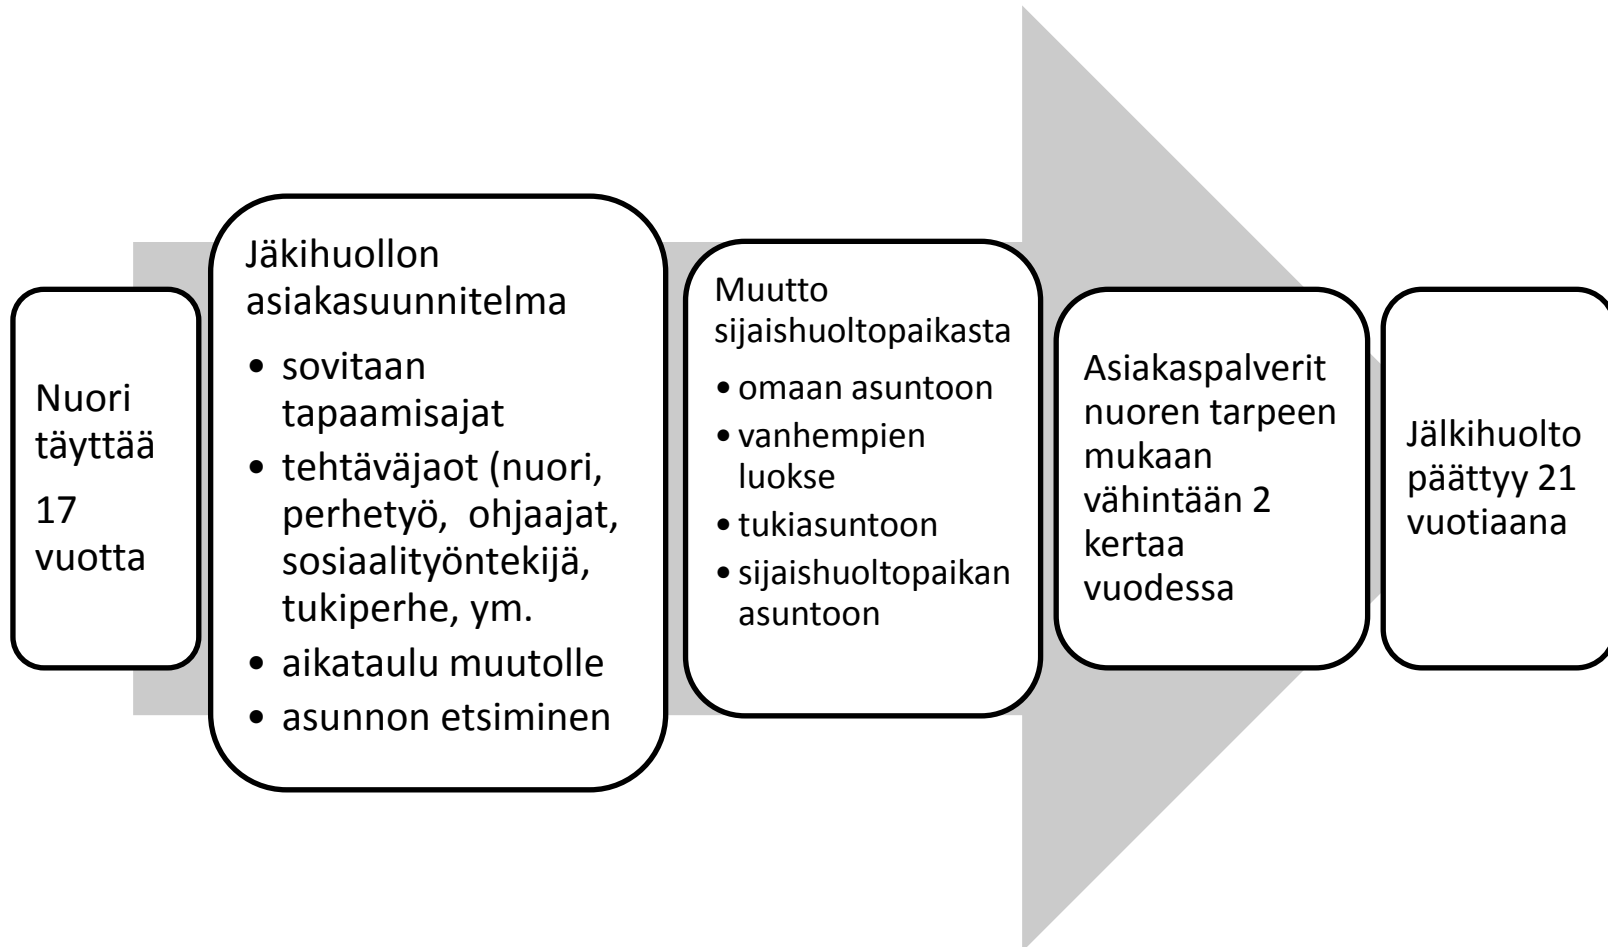 Nuori
täyttää
17
vuotta
Jäkihuollon
asiakasuunnitelma
• sovitaan
tapaamisajat
• tehtäväjaot (nuori,
perhetyö, ohjaajat,
sosiaalityöntekijä,
tukiperhe, ym.
• aikataulu muutolle
• asunnon etsiminen
Muutto
sijaishuoltopaikasta
• omaan asuntoon
• vanhempien
luokse
• tukiasuntoon
• sijaishuoltopaikan
asuntoon
Asiakaspalverit
nuoren tarpeen
mukaan
vähintään 2
kertaa
vuodessa
Jälkihuolto
päättyy 21
vuotiaana